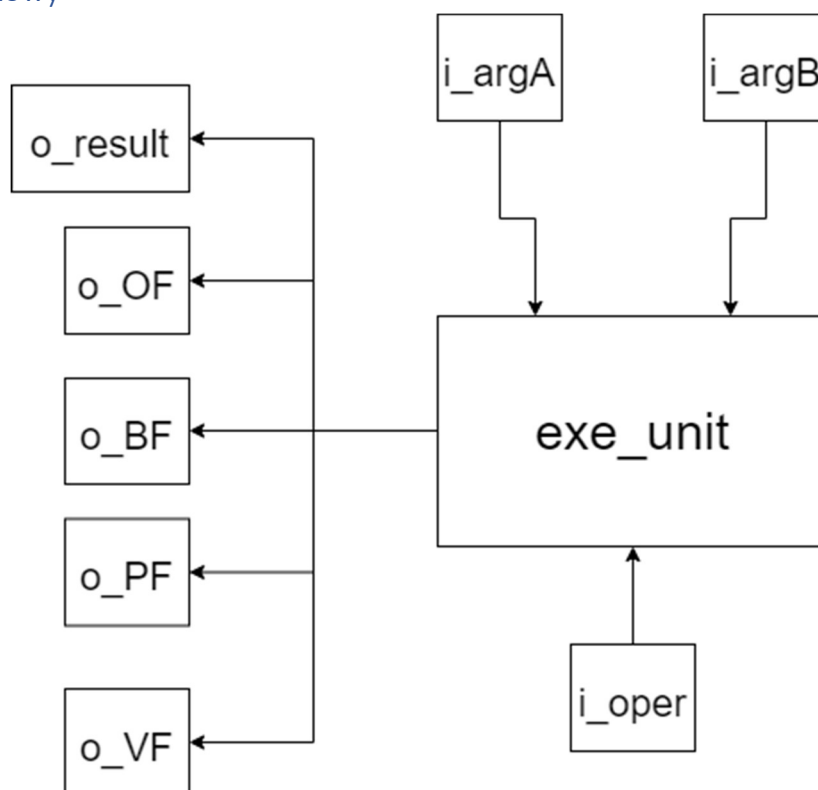 i_argA
i_argB
o_result
o_OF
exe_unit
o_BF
o_PF
i_oper
o_VF